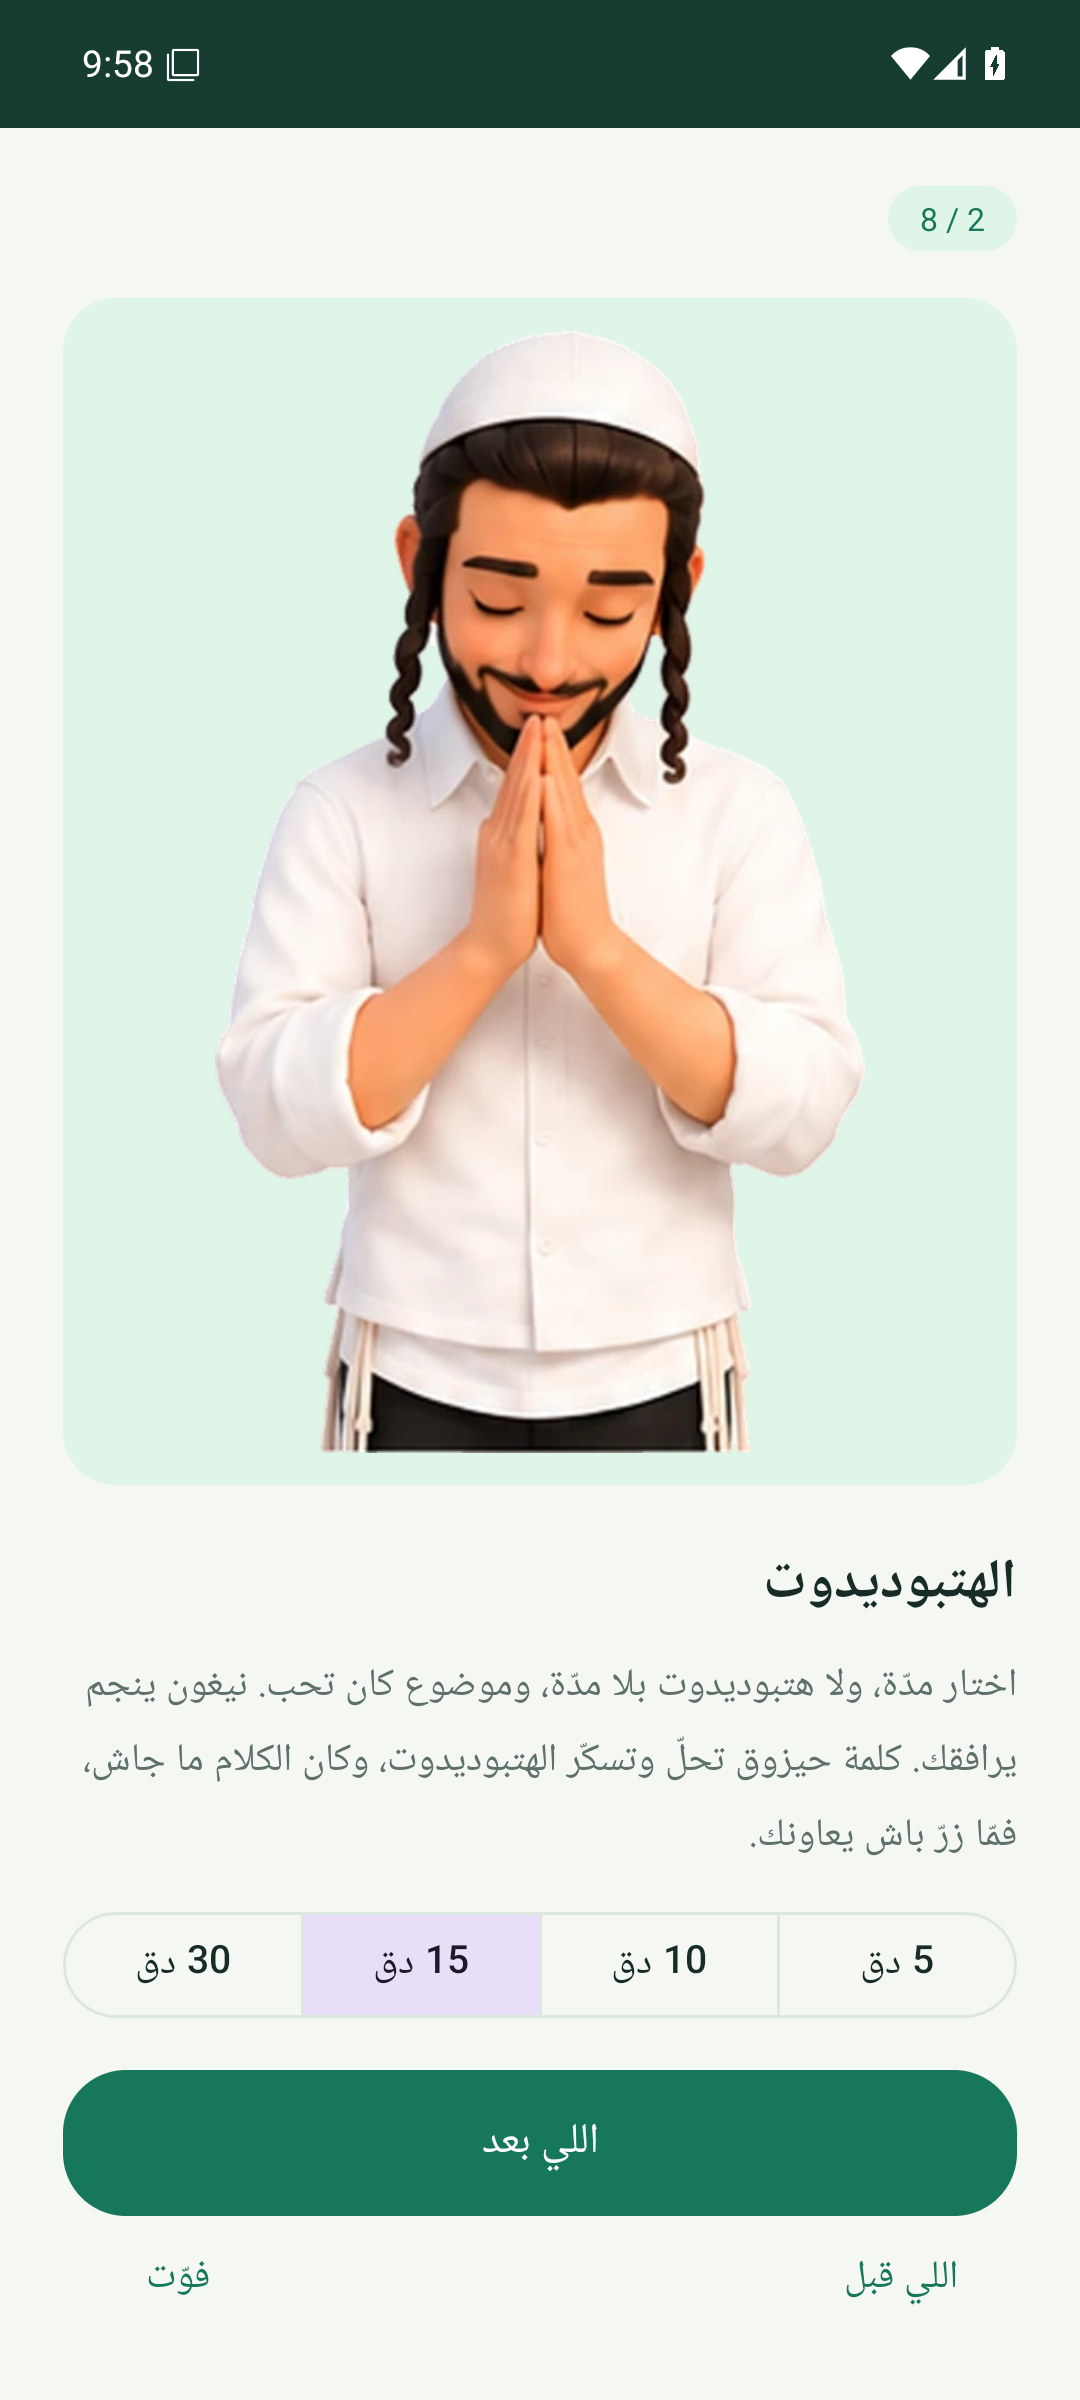 9:58
8 / 2
الهتبوديدوت
اختار مدّة، ولا هتبوديدوت بلا مدّة، وموضوع كان تحب. نيغون ينجم
يرافقك. كلمة حيزوق تحلّ وتسكّر الهتبوديدوت، وكان الكلام ما جاش،
فمّا زرّ باش يعاونك.
5 دق
10 دق
15 دق
30 دق
اللي بعد
اللي قبل
فوّت